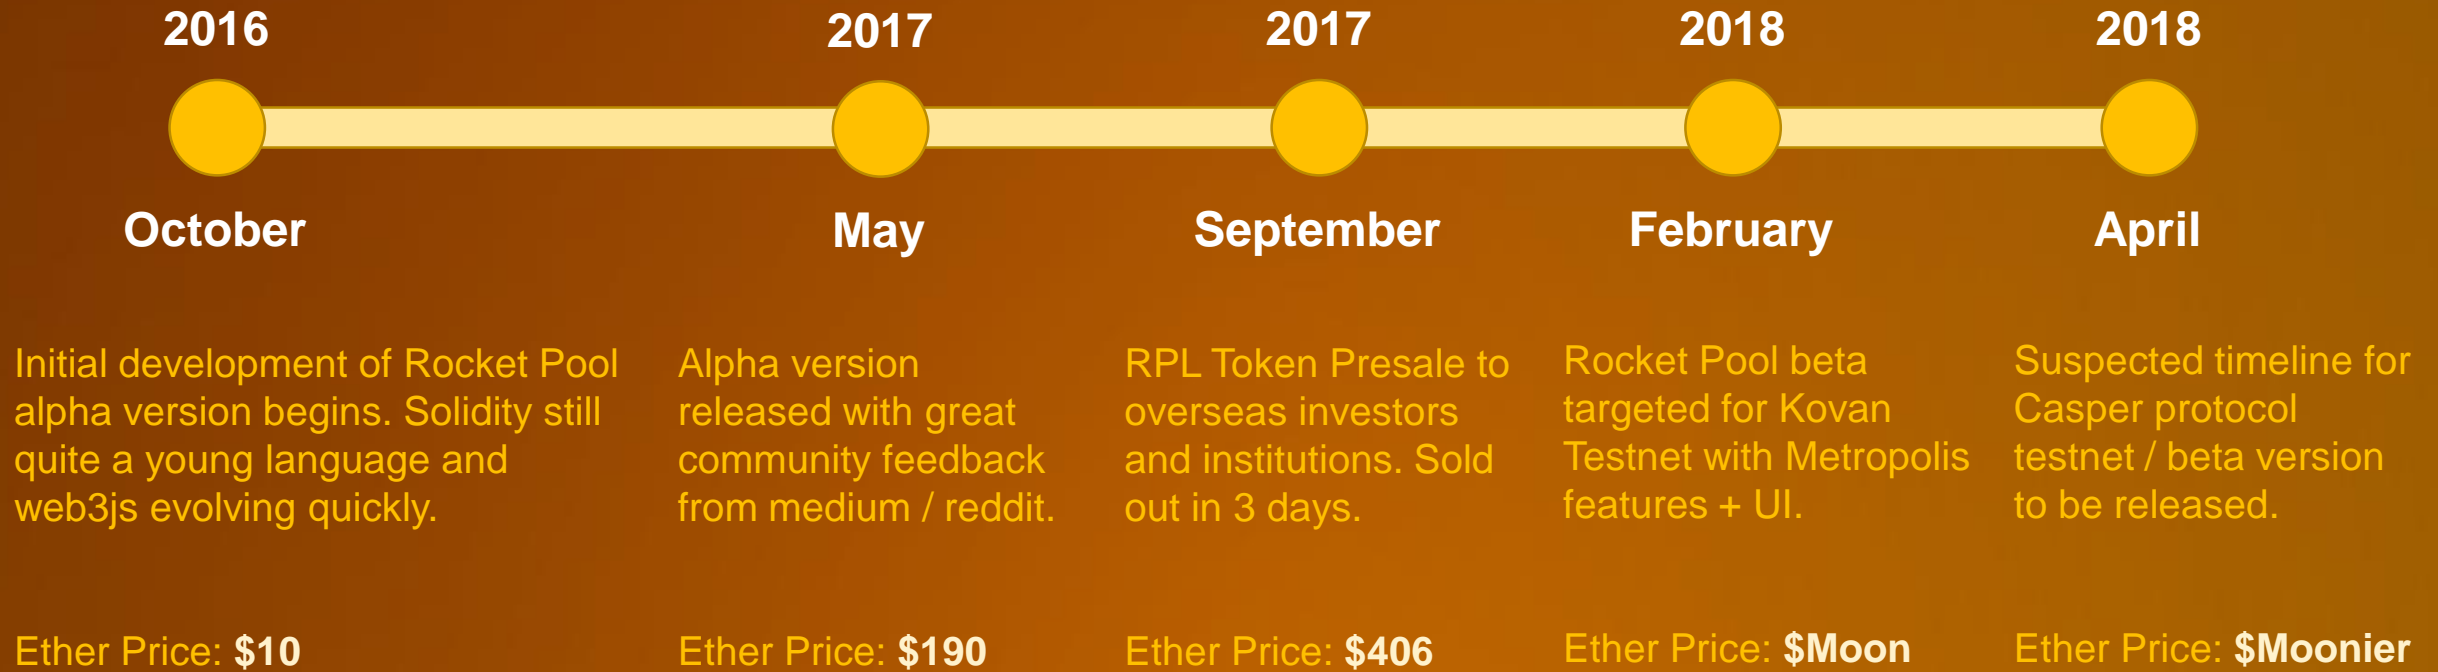 2016
2017
2017
2018
2018
October
May
September
February
April
Initial development of Rocket Pool
alpha version begins. Solidity still
quite a young language and
web3js evolving quickly.
Alpha version
released with great
community feedback
from medium / reddit.
RPL Token Presale to
overseas investors
and institutions. Sold
out in 3 days.
Rocket Pool beta
targeted for Kovan
Testnet with Metropolis
features + UI.
Suspected timeline for
Casper protocol
testnet / beta version
to be released.
Ether Price: $10
Ether Price: $190
Ether Price: $406
Ether Price: $Moon
Ether Price: $Moonier